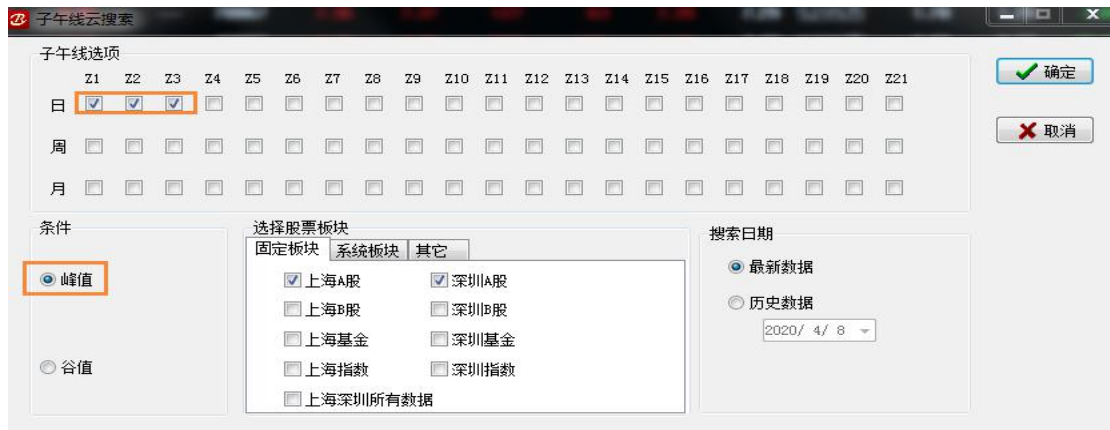 子午线云搜索
子午线选项
Z1 Z2 Z3 Z4 Z5 Z6 Z7 Z8 Z9 Z10 Z11 Z12 Z13 Z14 Z15 Z16 Z17 Z18 Z19 Z20 Z21
日
周
月
确定
取消
条件
峰值
谷值
选择股票板块
固定板块 系统板块 其它
上海A股 深圳A股
上海B股 深圳B股
上海基金 深圳基金
上海指数 深圳指数
上海深圳所有数据
搜索日期
最新数据
历史数据
2020/ 4/ 8